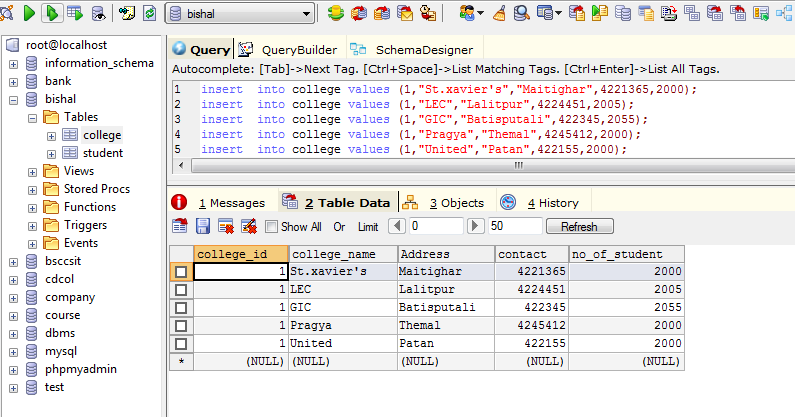 bishal
root@localhost
information_schema
bank
bishal
Tables
college
student
Views
Stored Procs
Functions
Triggers
Events
bsccsit
cdcol
company
course
dbms
mysql
phpmyadmin
test
Query QueryBuilder SchemaDesigner
Autocomplete: [Tab]->Next Tag. [Ctrl+Space]->List Matching Tags. [Ctrl+Enter]->List All Tags.
1 insert into college values (1,"St.xavier's","Maitighar",4221365,2000);
2 insert into college values (1,"LEC","Lalitpur",4224451,2005);
3 insert into college values (1,"GIC","Batisputali",422345,2055);
4 insert into college values (1,"Pragya","Themal",4245412,2000);
5 insert into college values (1,"United","Patan",422155,2000);
1 Messages 2 Table Data 3 Objects 4 History
Show All Or Limit 0 50 Refresh
college_id college_name Address contact no_of_student
1 St.xavier's Maitighar 4221365 2000
1 LEC Lalitpur 4224451 2005
1 GIC Batisputali 422345 2055
1 Pragya Themal 4245412 2000
1 United Patan 422155 2000
* (NULL) (NULL) (NULL) (NULL) (NULL)